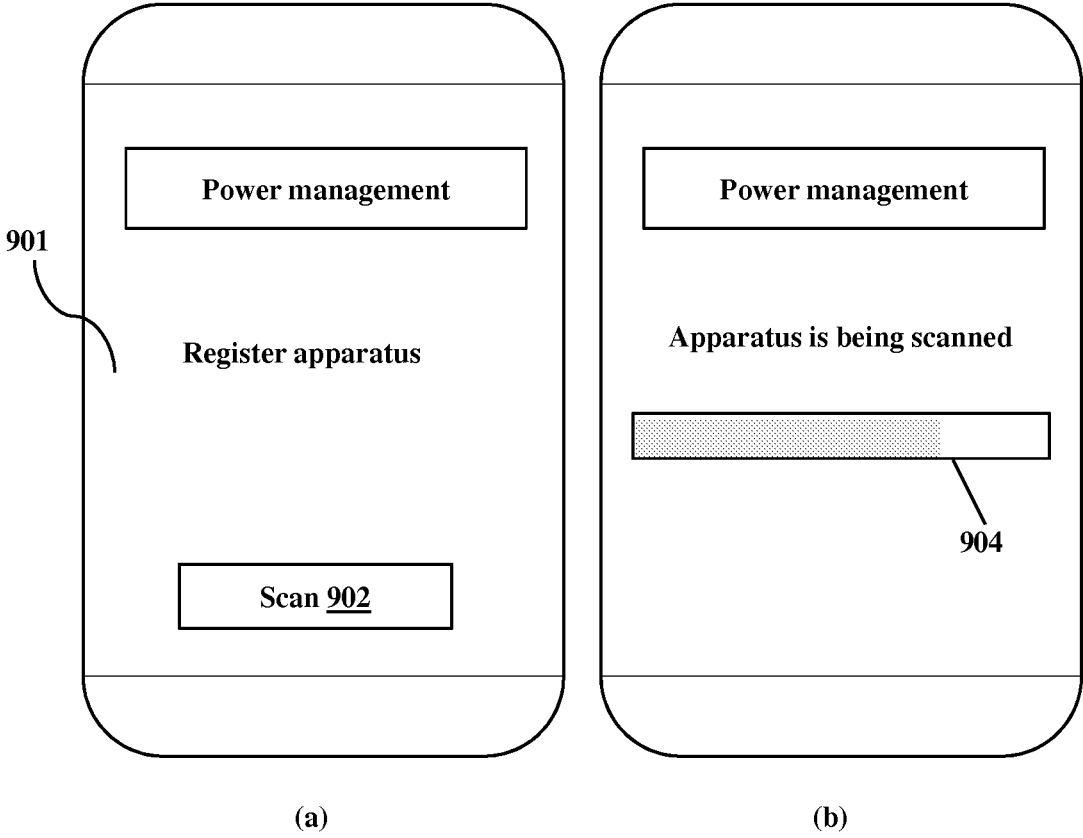 Power management
901
Register apparatus
Scan 902
(a)
Power management
Apparatus is being scanned
904
(b)